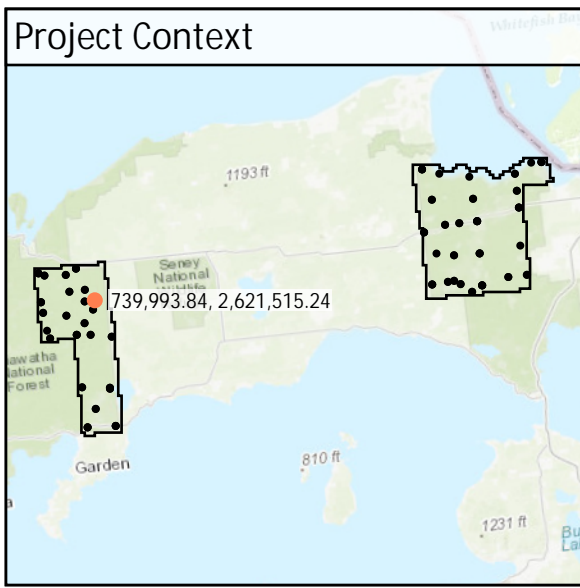 Project Context
Whitefish Bay
1193 ft
Seney
National
Wildlife
739,993.84, 2,621,515.24
awatha
National
Forest
Garden
810 ft
1231 ft
Bu
La
a